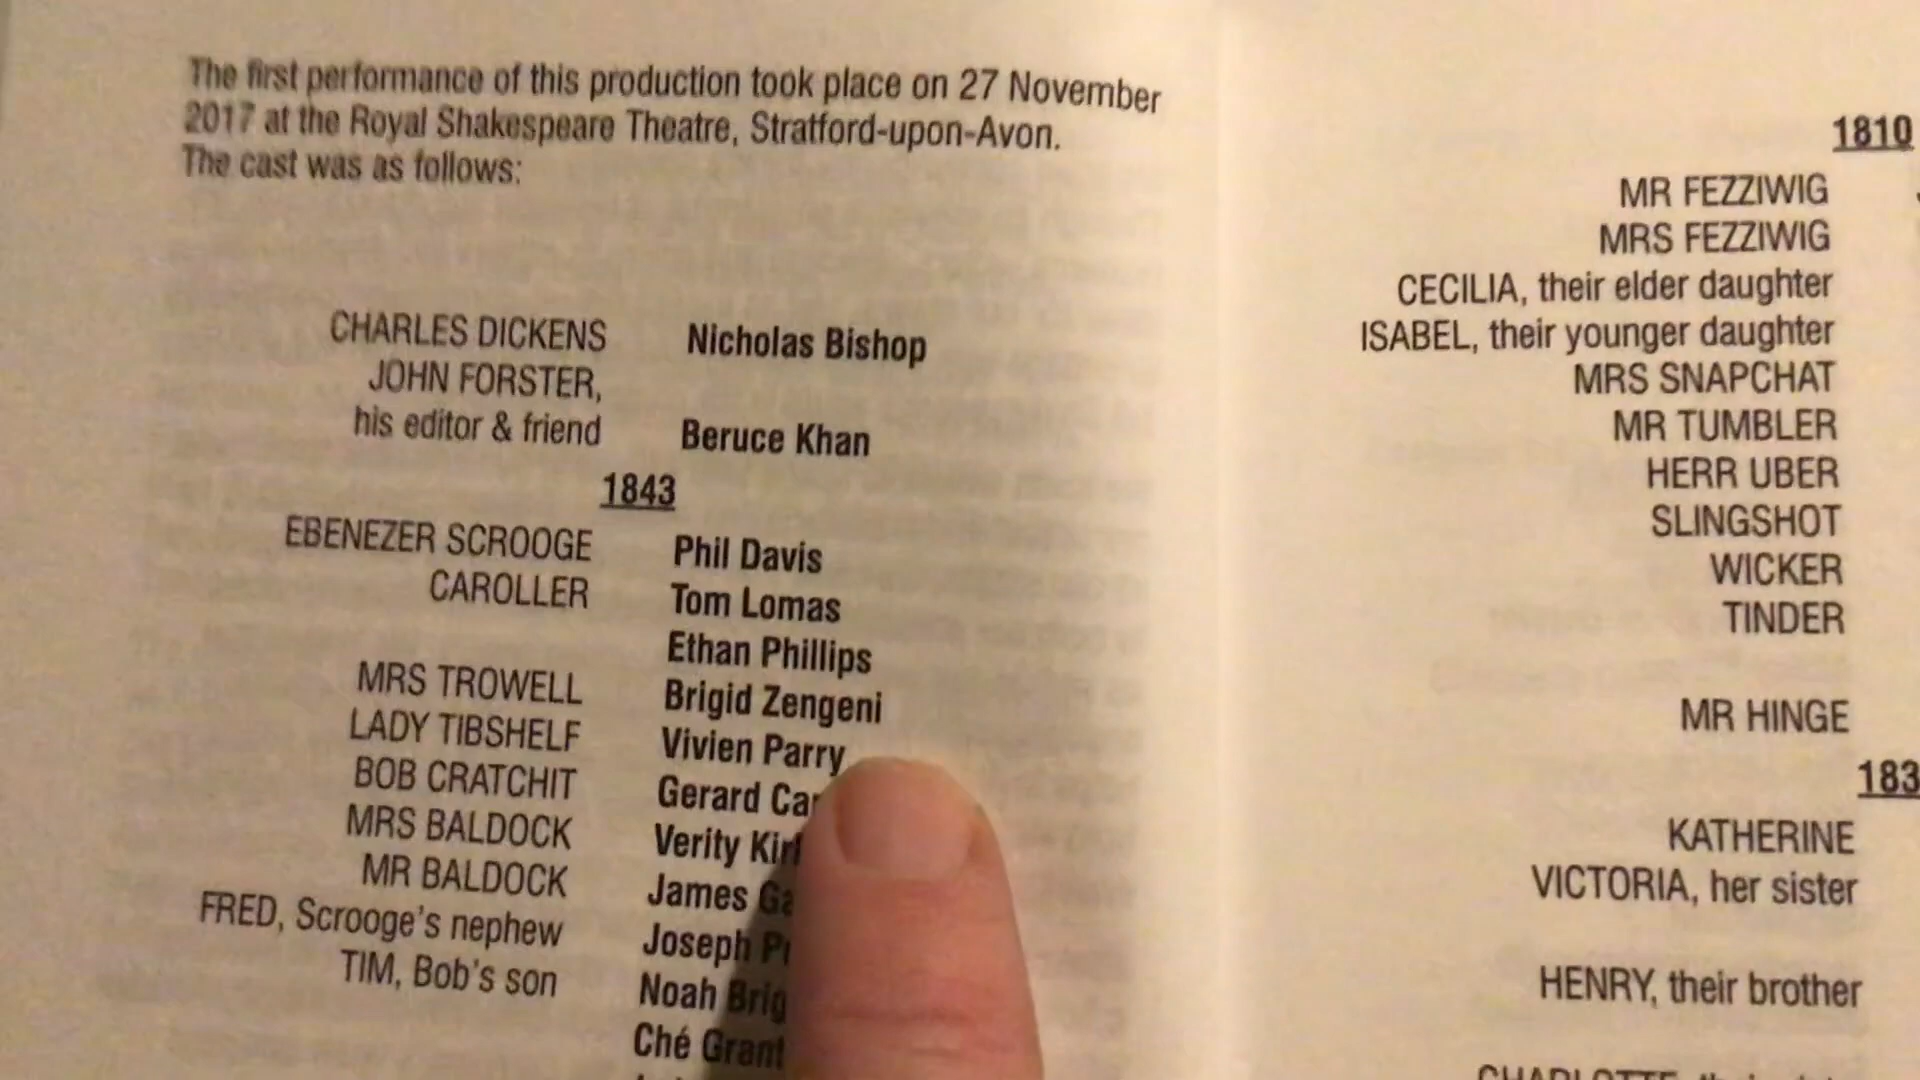 The first performance of this production took place on 27 November
2017 at the Royal Shakespeare Theatre, Stratford-upon-Avon.
The cast was as follows:
CHARLES DICKENS Nicholas Bishop
JOHN FORSTER,
his editor & friend Beruce Khan
1843
EBENEZER SCROOGE Phil Davis
CAROLLER Tom Lomas
Ethan Phillips
MRS TROWELL Brigid Zengeni
LADY TIBSHELF Vivien Parry
BOB CRATCHIT Gerard
MRS BALDOCK Verity
MR BALDOCK James
FRED, Scrooge's nephew Joseph
TIM, Bob's son Noah
Ché Grant
1810
MR FEZZIWIG
MRS FEZZIWIG
CECILIA, their elder daughter
ISABEL, their younger daughter
MRS SNAPCHAT
MR TUMBLER
HERR UBER
SLINGSHOT
WICKER
TINDER
MR HINGE
183
KATHERINE
VICTORIA, her sister
HENRY, their brother